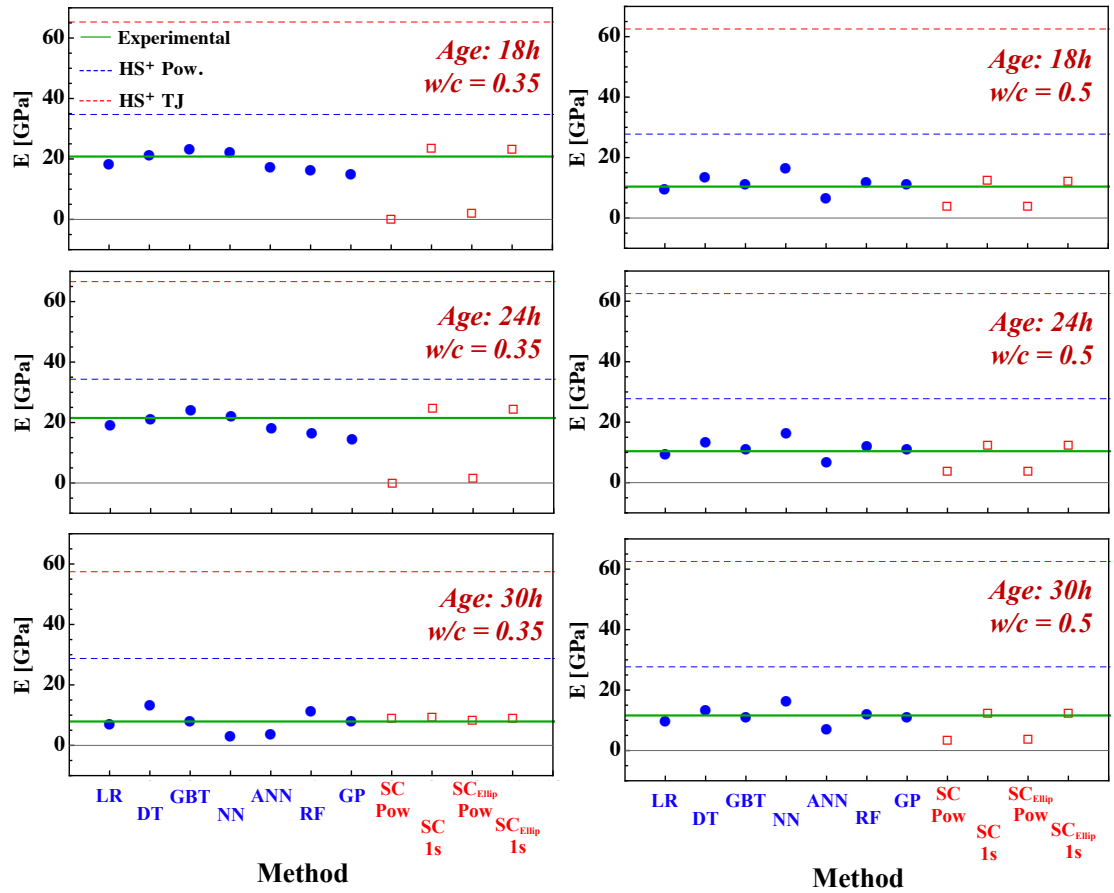 60
40
20
0
E [GPa]
Experimental
HS+ Pow.
HS+ TJ
Age: 18h
w/c = 0.35
60
40
20
0
E [GPa]
Age: 18h
w/c = 0.5
60
40
20
0
E [GPa]
Age: 24h
w/c = 0.35
60
40
20
0
E [GPa]
Age: 24h
w/c = 0.5
60
40
20
0
E [GPa]
Age: 30h
w/c = 0.35
60
40
20
0
E [GPa]
Age: 30h
w/c = 0.5
LR
DT
GBT
NN
ANN
RF
GP
SC
Pow
SC
1s
SCEllip
Pow
SCEllip
1s
Method
LR
DT
GBT
NN
ANN
RF
GP
SC
Pow
SC
1s
SCEllip
Pow
SCEllip
1s
Method